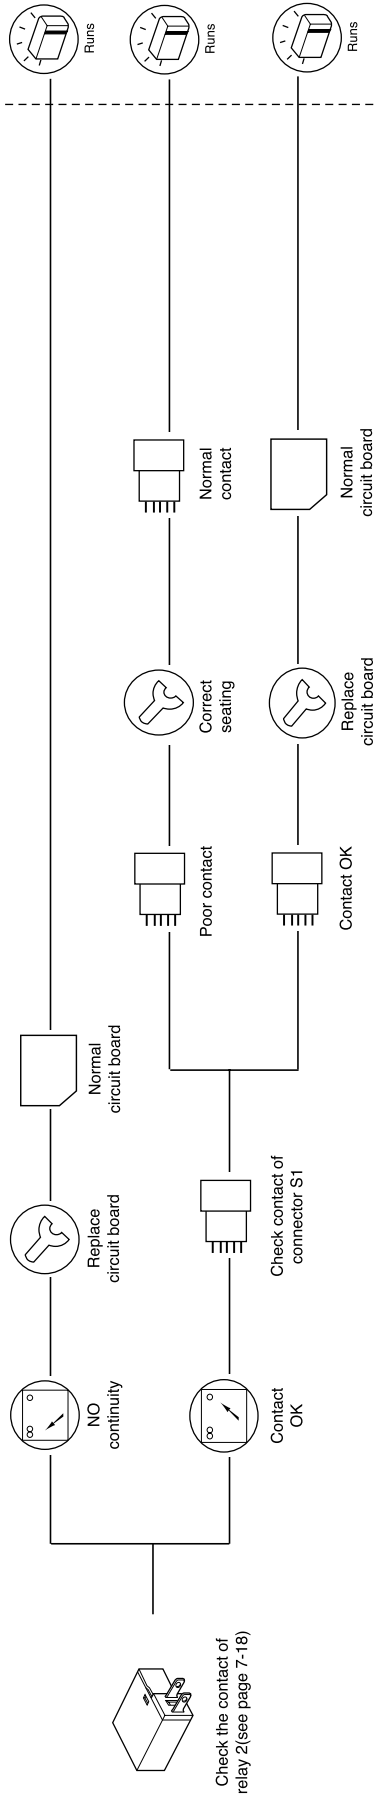 Check the contact of
relay 2(see page 7-18)
NO
continuity
Replace
circuit board
Normal
circuit board
Runs
Contact
OK
Check contact of
connector S1
Poor contact
Correct
seating
Normal
contact
Runs
Contact OK
Replace
circuit board
Normal
circuit board
Runs